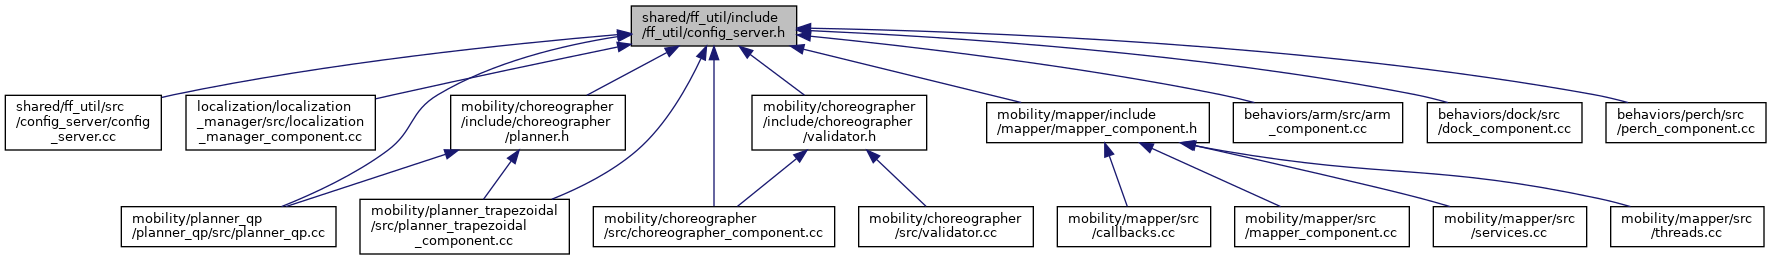 shared/ff_util/include
/ff_util/config_server.h
shared/ff_util/src
/config_server/config
_server.cc
localization/localization
_manager/src/localization
_manager_component.cc
mobility/choreographer
/include/choreographer
/planner.h
mobility/choreographer
/include/choreographer
/validator.h
mobility/mapper/include
/mapper/mapper_component.h
behaviors/arm/src/arm
_component.cc
behaviors/dock/src
/dock_component.cc
behaviors/perch/src
/perch_component.cc
mobility/planner_qp
/planner_qp/src/planner_qp.cc
mobility/planner_trapezoidal
/src/planner_trapezoidal
_component.cc
mobility/choreographer
/src/choreographer_component.cc
mobility/choreographer
/src/validator.cc
mobility/mapper/src
/callbacks.cc
mobility/mapper/src
/mapper_component.cc
mobility/mapper/src
/services.cc
mobility/mapper/src
/threads.cc